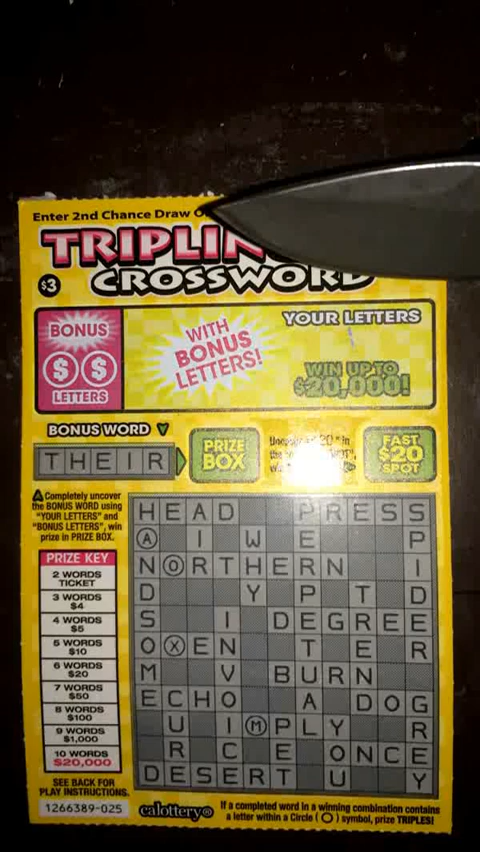 Enter 2nd Chance Draw
TRIPLIN
CROSSWORD
$3
BONUS
$ $
LETTERS
WITH
BONUS
LETTERS!
YOUR LETTERS
WIN UP TO
$20,000!
BONUS WORD
THEIR
PRIZE
BOX
FAST
$20
SPOT
Completely uncover
the BONUS WORD using
"YOUR LETTERS" and
"BONUS LETTERS", win
prize in PRIZE BOX.
PRIZE KEY
2 WORDS
TICKET
3 WORDS
$4
4 WORDS
$5
5 WORDS
$10
6 WORDS
$20
7 WORDS
$50
8 WORDS
$100
9 WORDS
$1,000
10 WORDS
$20,000
SEE BACK FOR
PLAY INSTRUCTIONS.
1266389-025
HEAD PRESS
A I W E P
NORTHERN I
D Y P T D
S I DEGREE
OXEN T E R
M V BURN
ECHO A DOG
U IMPLY R
R C E ONCE
DESERT U Y
calottery®
If a completed word in a winning combination contains
a letter within a Circle ( O ) symbol, prize TRIPLES!